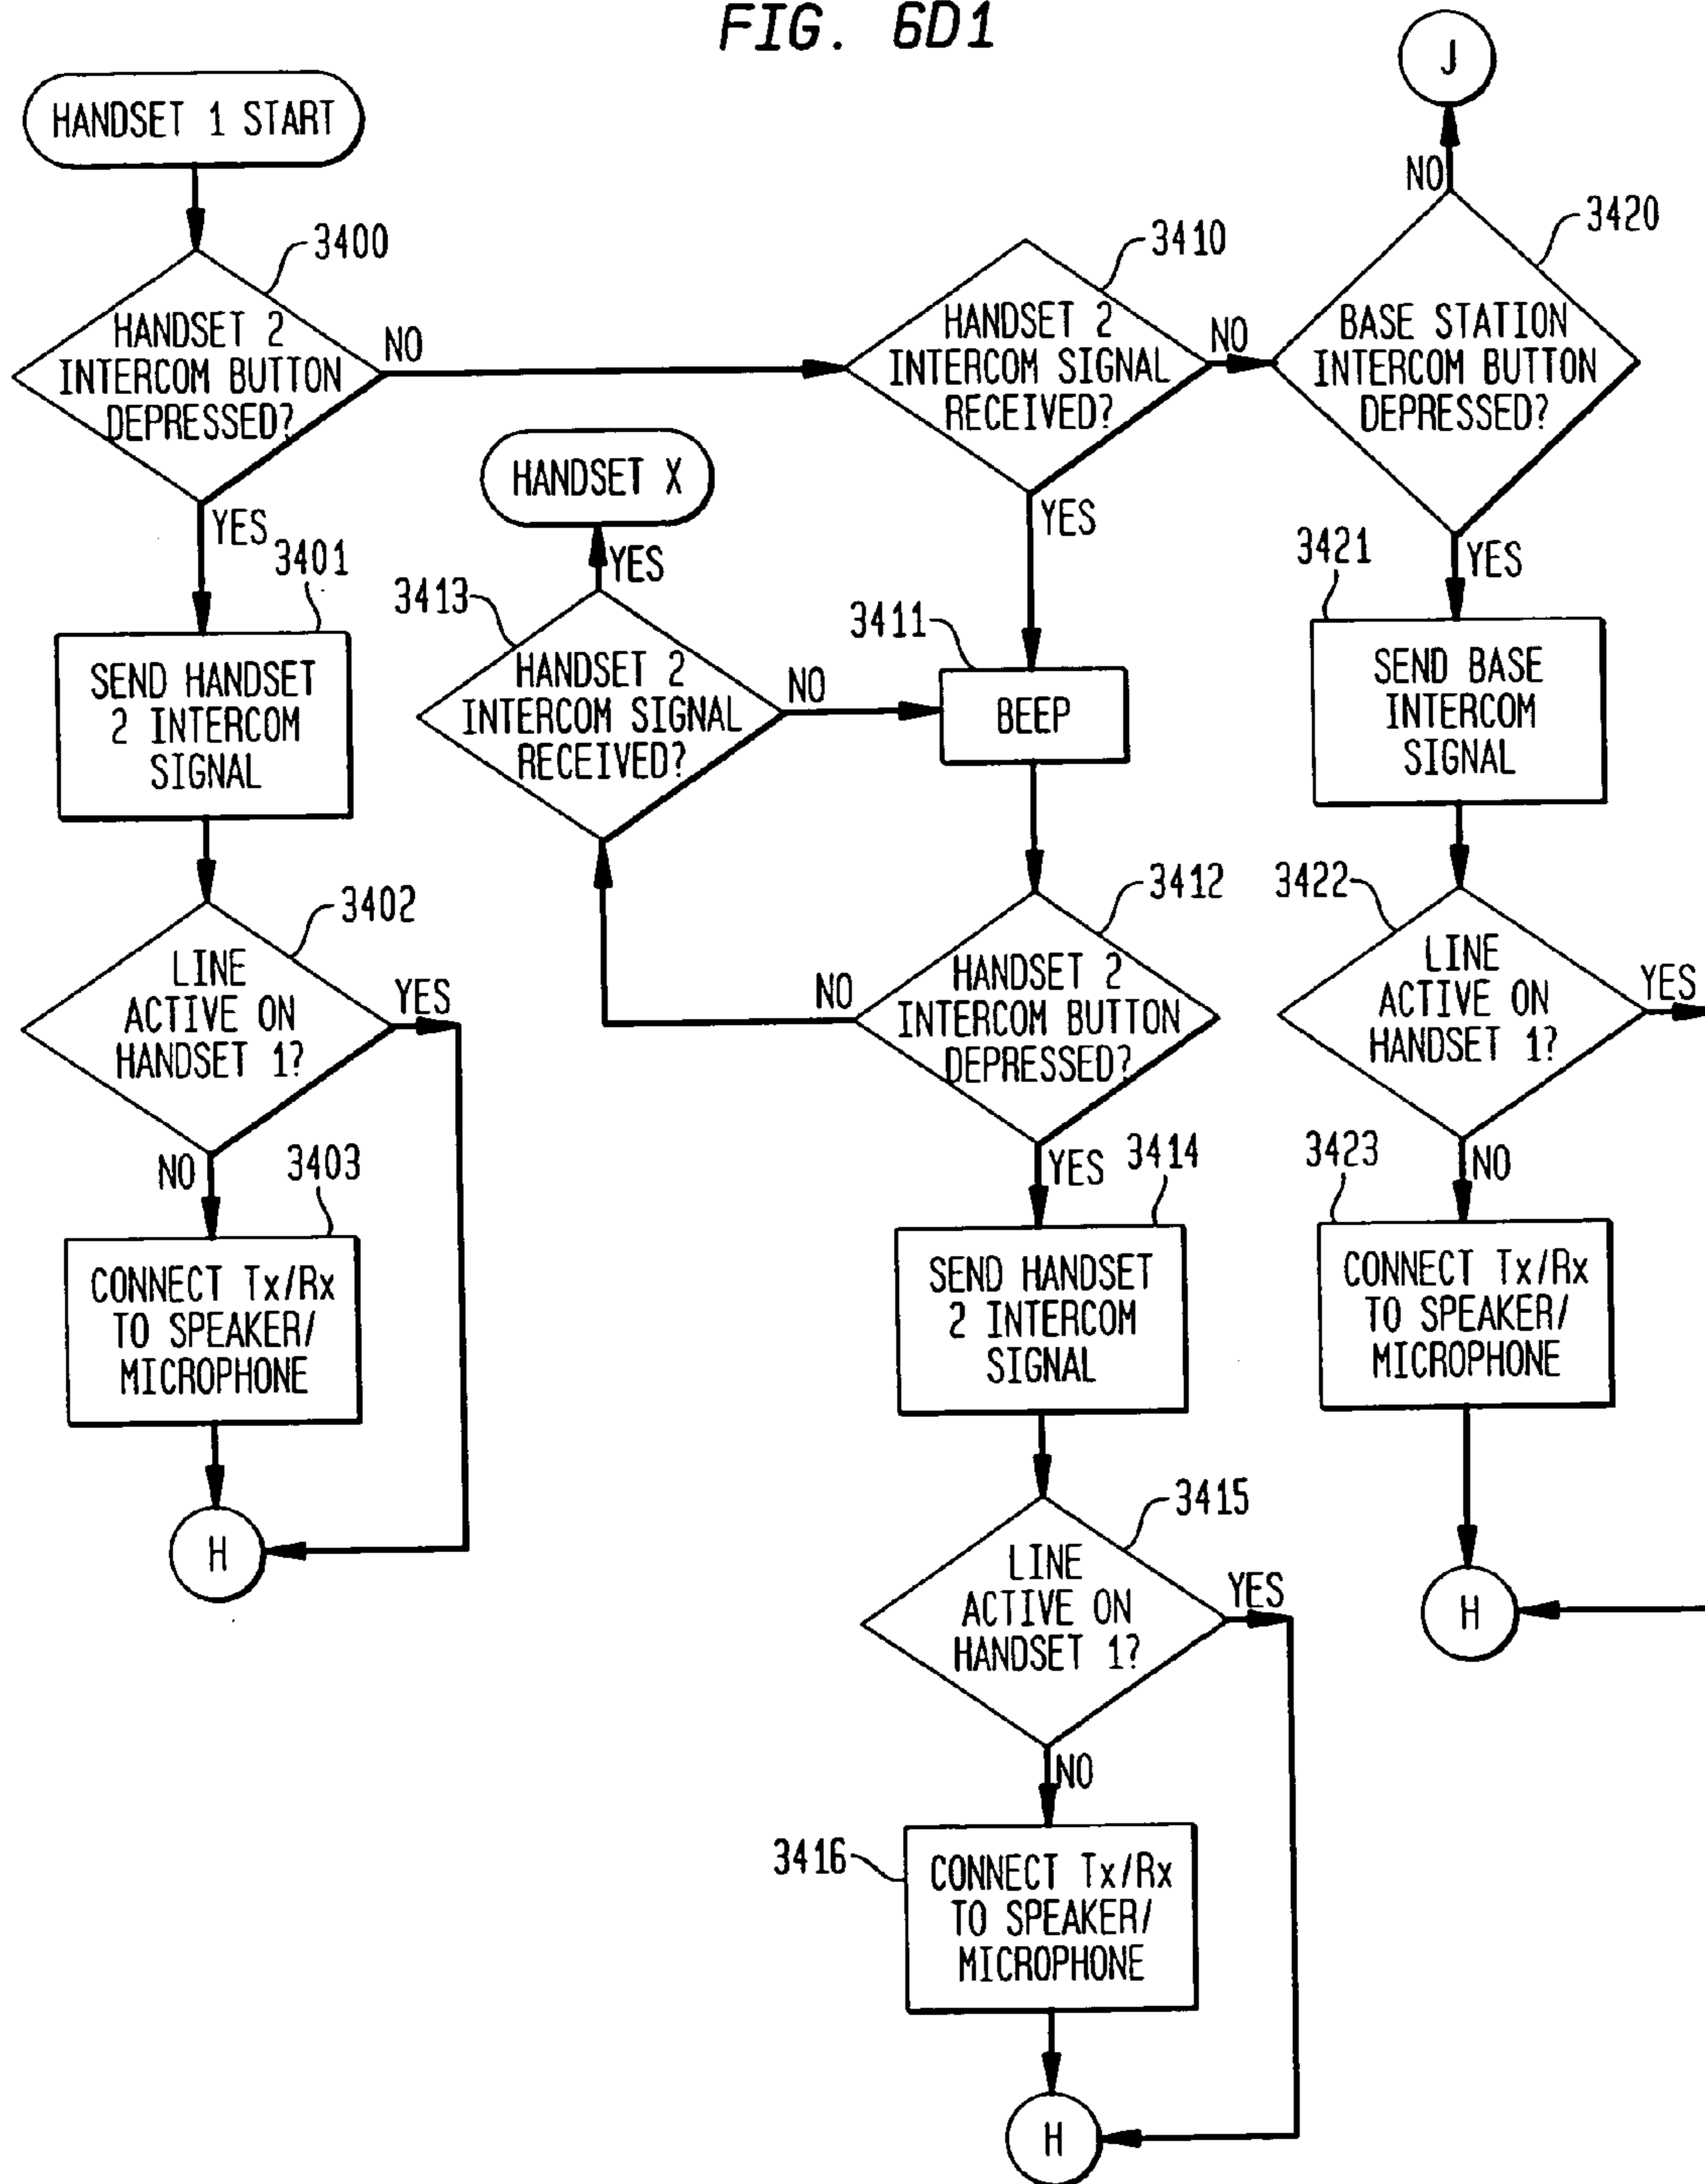 FIG. 6D1
HANDSET 1 START
3400
HANDSET 2
INTERCOM BUTTON
DEPRESSED?
NO
YES
3401
SEND HANDSET
2 INTERCOM
SIGNAL
3402
LINE
ACTIVE ON
HANDSET 1?
YES
NO
3403
CONNECT Tx/Rx
TO SPEAKER/
MICROPHONE
H
HANDSET X
YES
3413
HANDSET 2
INTERCOM SIGNAL
RECEIVED?
NO
3410
HANDSET 2
INTERCOM SIGNAL
RECEIVED?
NO
YES
3411
BEEP
3412
HANDSET 2
INTERCOM BUTTON
DEPRESSED?
NO
YES
3414
SEND HANDSET
2 INTERCOM
SIGNAL
3415
LINE
ACTIVE ON
HANDSET 1?
YES
NO
3416
CONNECT Tx/Rx
TO SPEAKER/
MICROPHONE
H
J
NO
3420
BASE STATION
INTERCOM BUTTON
DEPRESSED?
YES
3421
SEND BASE
INTERCOM
SIGNAL
3422
LINE
ACTIVE ON
HANDSET 1?
YES
NO
3423
CONNECT Tx/Rx
TO SPEAKER/
MICROPHONE
H